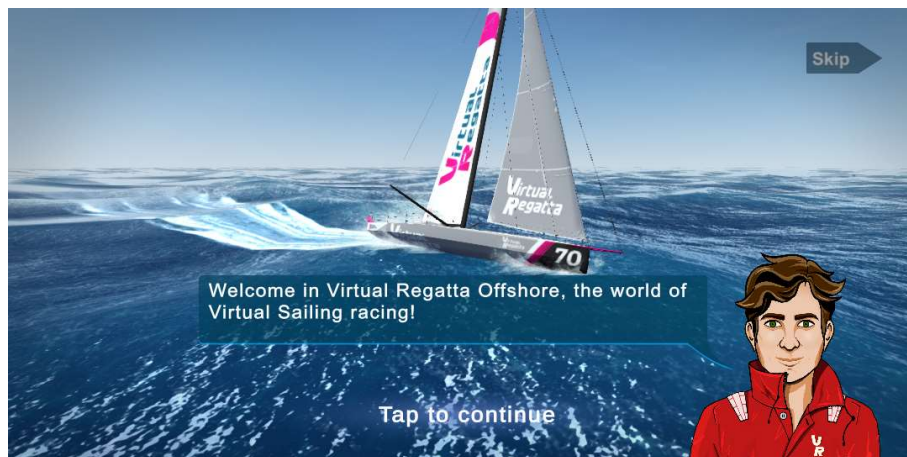 Skip
Virtual
Regatta
Virtual
Regatta
70
Welcome in Virtual Regatta Offshore, the world of
Virtual Sailing racing!
Tap to continue
VR